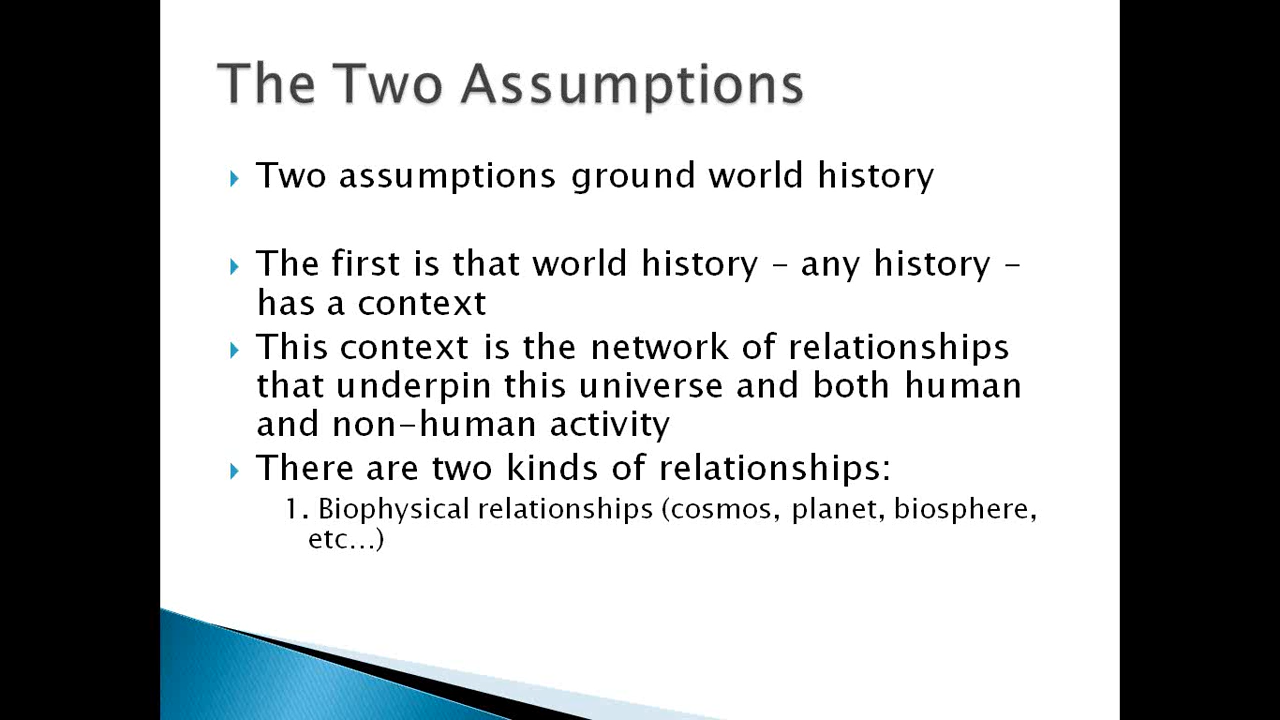 The Two Assumptions
Two assumptions ground world history
The first is that world history – any history –
has a context
This context is the network of relationships
that underpin this universe and both human
and non-human activity
There are two kinds of relationships:
1. Biophysical relationships (cosmos, planet, biosphere,
etc…)